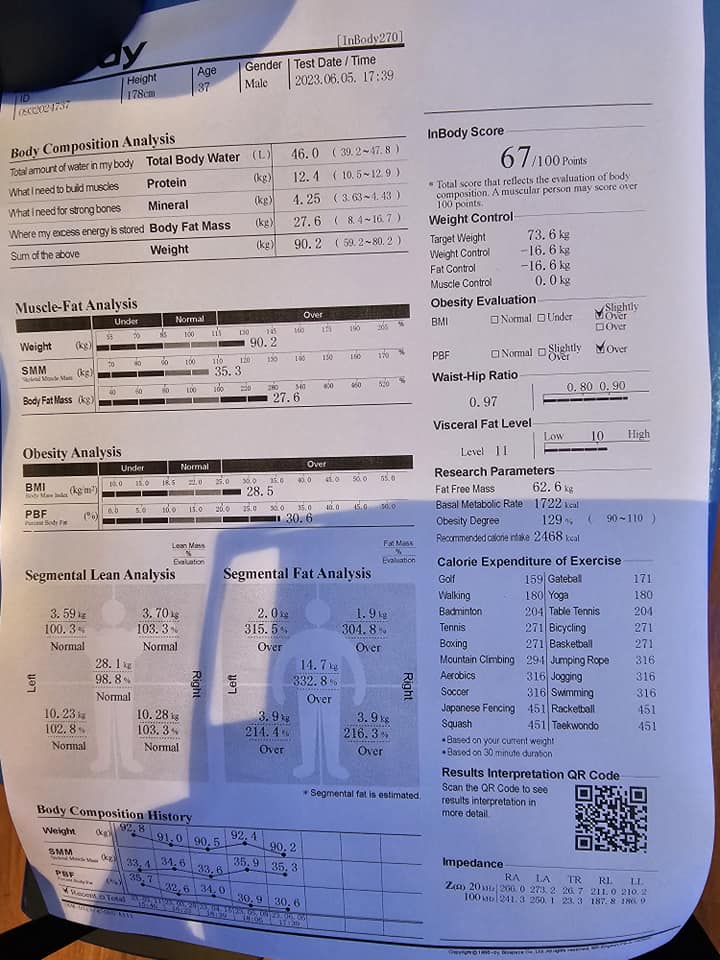 dy
[InBody270]
ID
Height
178cm
Age
37
Gender
Male
Test Date / Time
2023.06.05. 17:39
Body Composition Analysis
Total amount of water in my body Total Body Water (L) 46.0 ( 39.2~47.8 )
What I need to build muscles Protein (kg) 12.4 ( 10.5~12.9 )
What I need for strong bones Mineral (kg) 4.25 ( 3.63~4.43 )
Where my excess energy is stored Body Fat Mass (kg) 27.6 ( 8.4~16.7 )
Sum of the above Weight (kg) 90.2 ( 59.2~80.2 )
Muscle-Fat Analysis
Under Normal Over
55 70 85 100 115 130 145 160 175 190 205 %
Weight (kg) 90.2
70 80 90 100 110 120 130 140 150 160 170 %
SMM (kg) 35.3
Skeletal Muscle Mass
40 60 80 100 160 220 280 340 400 460 520 %
Body Fat Mass (kg) 27.6
Obesity Analysis
Under Normal Over
10.0 15.0 18.5 22.0 25.0 30.0 35.0 40.0 45.0 50.0 55.0
BMI (kg/m²) 28.5
Body Mass Index
0.0 5.0 10.0 15.0 20.0 25.0 30.0 35.0 40.0 45.0 50.0
PBF (%) 30.6
Percent Body Fat
Lean Mass
%
Evaluation
Segmental Lean Analysis
3.59 kg 3.70 kg
100.3 % 103.3 %
Normal Normal
28.1 kg
98.8 %
Normal
Left Right
10.23 kg 10.28 kg
102.8 % 103.3 %
Normal Normal
Fat Mass
%
Evaluation
Segmental Fat Analysis
2.0 kg 1.9 kg
315.5 % 304.8 %
Over Over
14.7 kg
332.8 %
Over
Left Right
3.9 kg 3.9 kg
214.4 % 216.3 %
Over Over
* Segmental fat is estimated.
Body Composition History
Weight (kg) 92.8 91.0 90.5 92.4 90.2
SMM (kg) 33.4 34.6 33.6 35.9 35.3
Skeletal Muscle Mass
PBF (%) 35.7 32.6 34.0 30.9 30.6
Percent Body Fat
Recent Total
InBody Score
67/100 Points
* Total score that reflects the evaluation of body
composition. A muscular person may score over
100 points.
Weight Control
Target Weight 73.6 kg
Weight Control -16.6 kg
Fat Control -16.6 kg
Muscle Control 0.0 kg
Obesity Evaluation
BMI Normal Under Slightly Over
Over
PBF Normal Slightly Over Over
Waist-Hip Ratio
0.97 0.80 0.90
Visceral Fat Level
Level 11 Low 10 High
Research Parameters
Fat Free Mass 62.6 kg
Basal Metabolic Rate 1722 kcal
Obesity Degree 129 % ( 90~110 )
Recommended calorie intake 2468 kcal
Calorie Expenditure of Exercise
Golf 159 Gateball 171
Walking 180 Yoga 180
Badminton 204 Table Tennis 204
Tennis 271 Bicycling 271
Boxing 271 Basketball 271
Mountain Climbing 294 Jumping Rope 316
Aerobics 316 Jogging 316
Soccer 316 Swimming 316
Japanese Fencing 451 Racketball 451
Squash 451 Taekwondo 451
*Based on your current weight
*Based on 30 minute duration
Results Interpretation QR Code
Scan the QR Code to see
results interpretation in
more detail.
Impedance
RA LA TR RL LL
Z(Ω) 20 kHz 266.0 273.2 26.7 211.0 210.2
100 kHz 241.3 250.1 23.3 187.8 186.9